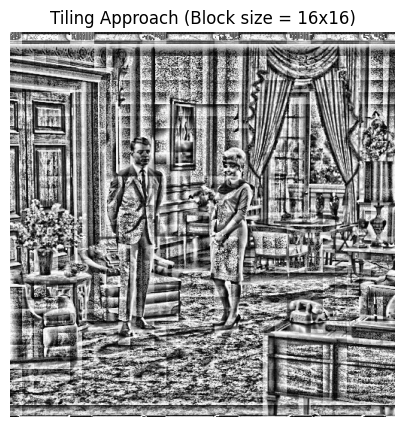 Tiling Approach (Block size = 16x16)